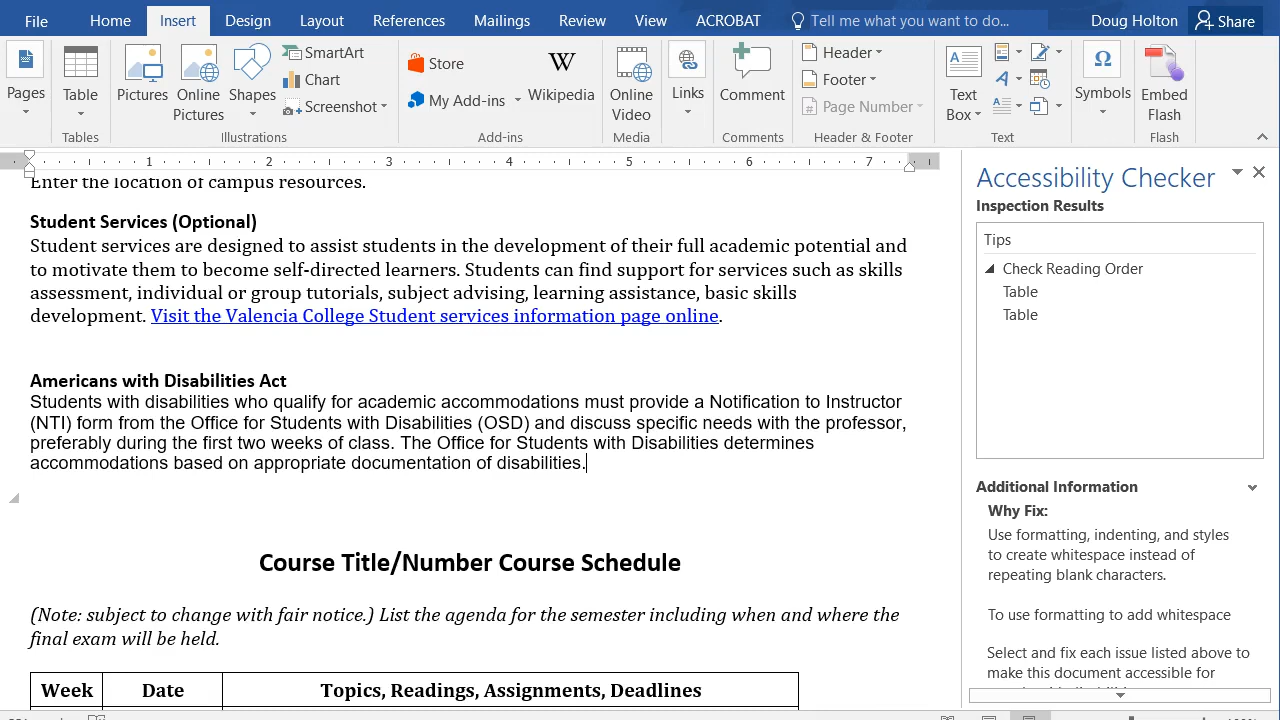 File Home Insert Design Layout References Mailings Review View ACROBAT Tell me what you want to do... Doug Holton Share
Pages
Table
Pictures
Online Pictures
Shapes
SmartArt
Chart
Screenshot
Store
My Add-ins
Wikipedia
Online Video
Links
Comment
Header
Footer
Page Number
Text Box
A
A
Ω
Symbols
Embed Flash
Tables Illustrations Add-ins Media Comments Header & Footer Text Flash
1 2 3 4 5 6 7
Enter the location of campus resources.
Student Services (Optional)
Student services are designed to assist students in the development of their full academic potential and
to motivate them to become self-directed learners. Students can find support for services such as skills
assessment, individual or group tutorials, subject advising, learning assistance, basic skills
development. Visit the Valencia College Student services information page online.
Americans with Disabilities Act
Students with disabilities who qualify for academic accommodations must provide a Notification to Instructor
(NTI) form from the Office for Students with Disabilities (OSD) and discuss specific needs with the professor,
preferably during the first two weeks of class. The Office for Students with Disabilities determines
accommodations based on appropriate documentation of disabilities.
Course Title/Number Course Schedule
(Note: subject to change with fair notice.) List the agenda for the semester including when and where the
final exam will be held.
Week Date Topics, Readings, Assignments, Deadlines
Accessibility Checker
Inspection Results
Tips
Check Reading Order
Table
Table
Additional Information
Why Fix:
Use formatting, indenting, and styles
to create whitespace instead of
repeating blank characters.
To use formatting to add whitespace
Select and fix each issue listed above to
make this document accessible for